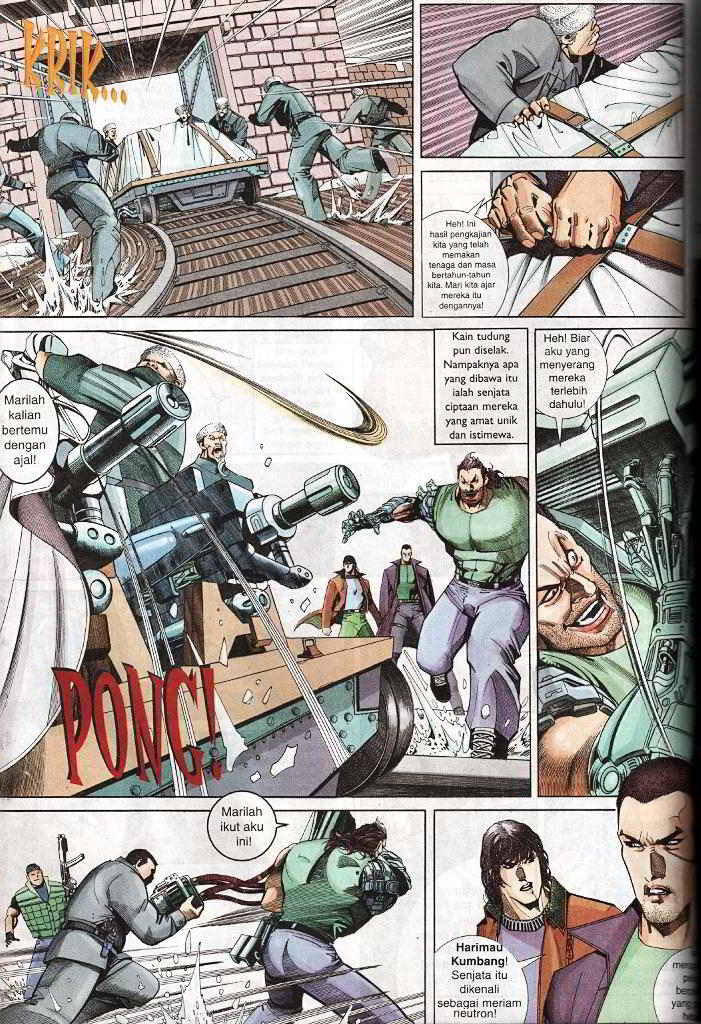 KRIK...
Heh! Ini
hasil pengkajian
kita yang telah
memakan
tenaga dan masa
bertahun-tahun
kita. Mari kita ajar
mereka itu
dengannya!
Marilah
kalian
bertemu
dengan
ajal!
Kain tudung
pun diselak.
Nampaknya apa
yang dibawa itu
ialah senjata
ciptaan mereka
yang amat unik
dan istimewa.
PONG!
Heh! Biar
aku yang
menyerang
mereka
terlebih
dahulu!
Marilah
ikut aku
ini!
Harimau
Kumbang!
Senjata itu
dikenali
sebagai meriam
neutron!